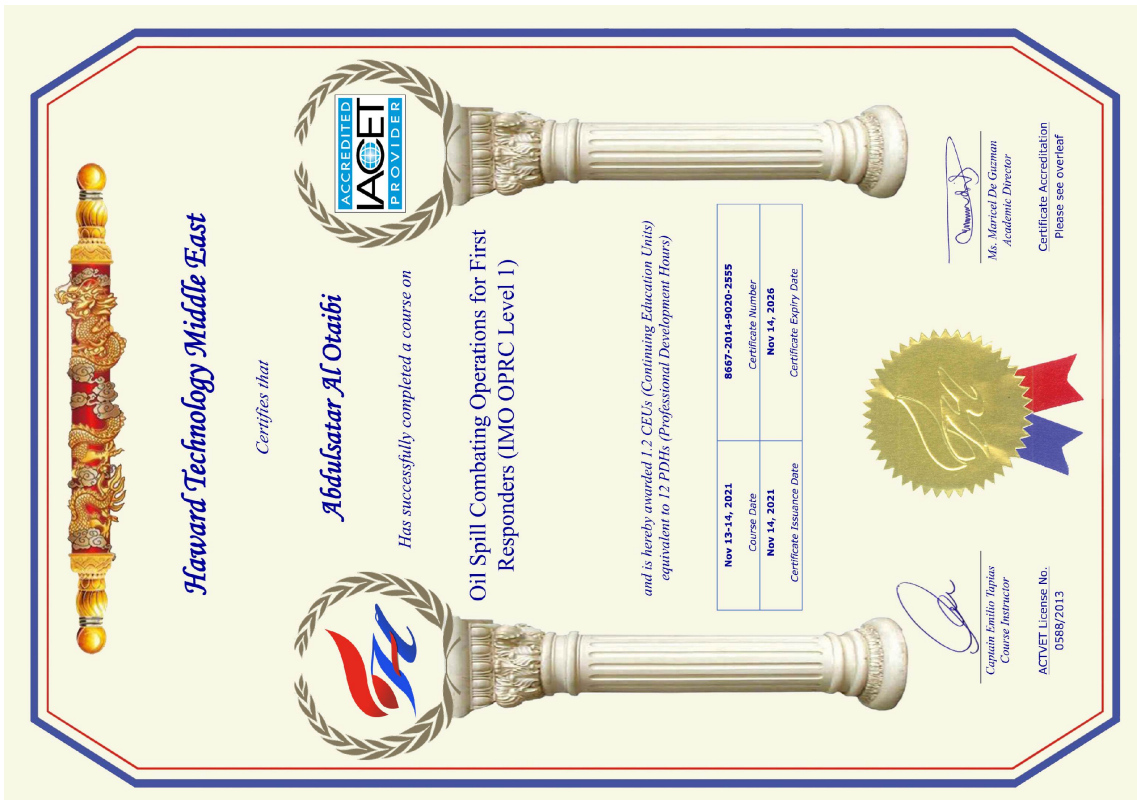 Haward Technology Middle East
Certifies that
Abdulsatar Al Otaibi
Has successfully completed a course on
ACCREDITED
IACET
PROVIDER
Oil Spill Combating Operations for First
Responders (IMO OPRC Level 1)
and is hereby awarded 1.2 CEUs (Continuing Education Units)
equivalent to 12 PDHs (Professional Development Hours)
Nov 13-14, 2021
Course Date
8667-2014-9020-2555
Certificate Number
Nov 14, 2021
Certificate Issuance Date
Nov 14, 2026
Certificate Expiry Date
Captain Emilio Tapias
Course Instructor
Ms. Maricel De Guzman
Academic Director
ACTVET License No.
0588/2013
Certificate Accreditation
Please see overleaf